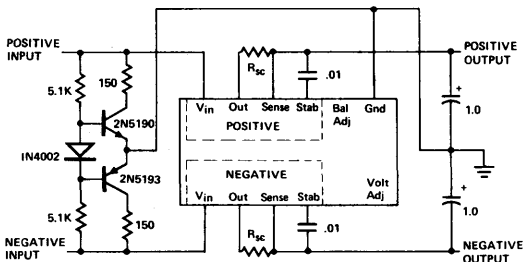 POSITIVE INPUT
POSITIVE OUTPUT
150
5.1K
2N5190
IN4002
2N5193
5.1K
150
NEGATIVE INPUT
NEGATIVE OUTPUT
Rsc
.01
+
1.0
Vin Out Sense Stab Bal Adj Gnd
POSITIVE
NEGATIVE
Vin Out Sense Stab Volt Adj
Rsc
.01
+
1.0